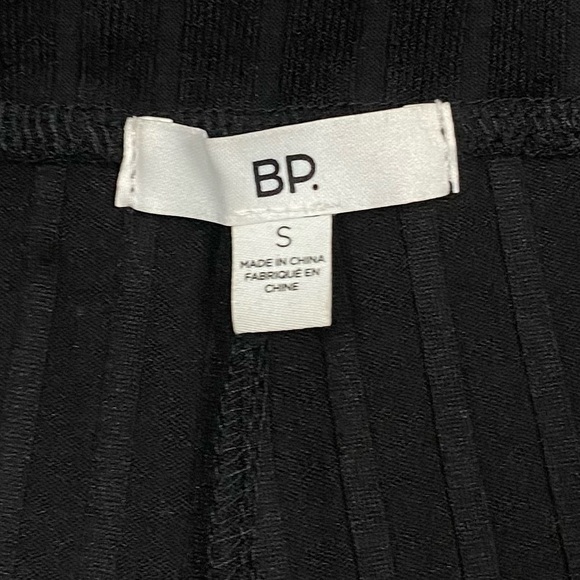 BP.
S
MADE IN CHINA
FABRIQUÉ EN
CHINE